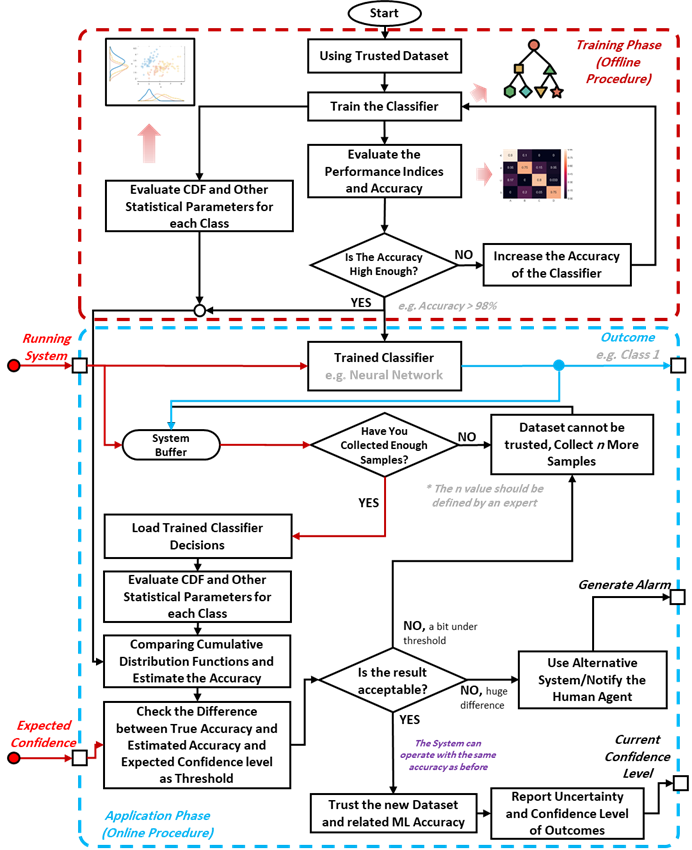 Start
Training Phase
(Offline
Procedure)
Using Trusted Dataset
Train the Classifier
Evaluate the
Performance Indices
and Accuracy
Evaluate CDF and Other
Statistical Parameters for
each Class
Is The Accuracy
High Enough?
NO
Increase the Accuracy
of the Classifier
YES
e.g. Accuracy > 98%
Running
System
Outcome
e.g. Class 1
Trained Classifier
e.g. Neural Network
System
Buffer
Have You
Collected Enough
Samples?
NO
Dataset cannot be
trusted, Collect n More
Samples
YES
* The n value should be
defined by an expert
Load Trained Classifier
Decisions
Evaluate CDF and Other
Statistical Parameters for
each Class
Generate Alarm
Comparing Cumulative
Distribution Functions and
Estimate the Accuracy
NO, a bit under
threshold
Is the result
acceptable?
NO, huge
difference
Use Alternative
System/Notify the
Human Agent
Expected
Confidence
Check the Difference
between True Accuracy and
Estimated Accuracy and
Expected Confidence level
as Threshold
YES
The System can
operate with the same
accuracy as before
Current
Confidence
Level
Trust the new Dataset
and related ML Accuracy
Report Uncertainty
and Confidence Level
of Outcomes
Application Phase
(Online Procedure)